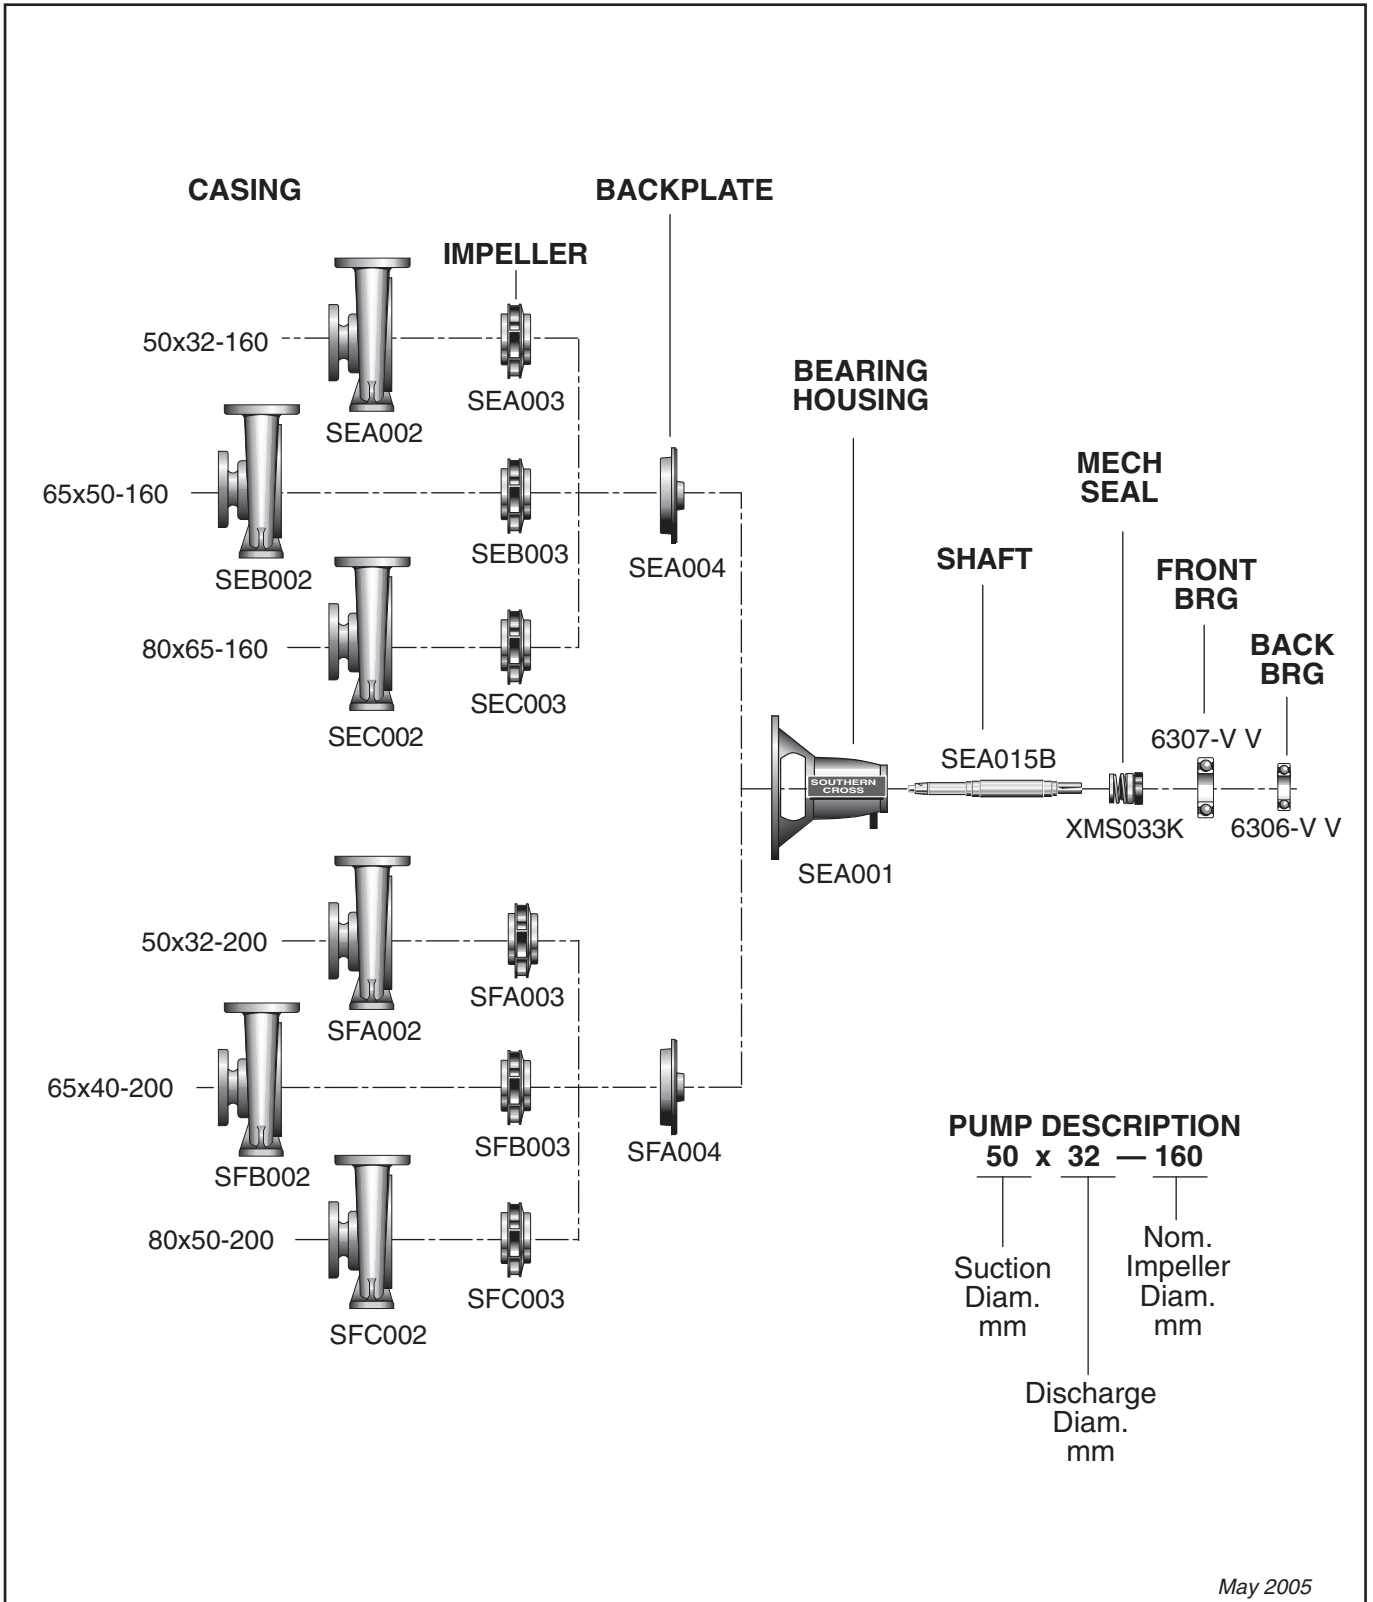 CASING
BACKPLATE
IMPELLER
50x32-160
SEA003
SEA002
BEARING
HOUSING
65x50-160
SEB003
SEB002
SEA004
MECH
SEAL
SHAFT
FRONT
BRG
BACK
BRG
80x65-160
SEC003
SEC002
6307-V V
SEA015B
SOUTHERN
CROSS
XMS033K
6306-V V
SEA001
50x32-200
SFA003
SFA002
65x40-200
SFB003
SFB002
SFA004
80x50-200
SFC003
SFC002
PUMP DESCRIPTION
50 x 32 — 160
Suction
Diam.
mm
Nom.
Impeller
Diam.
mm
Discharge
Diam.
mm
May 2005